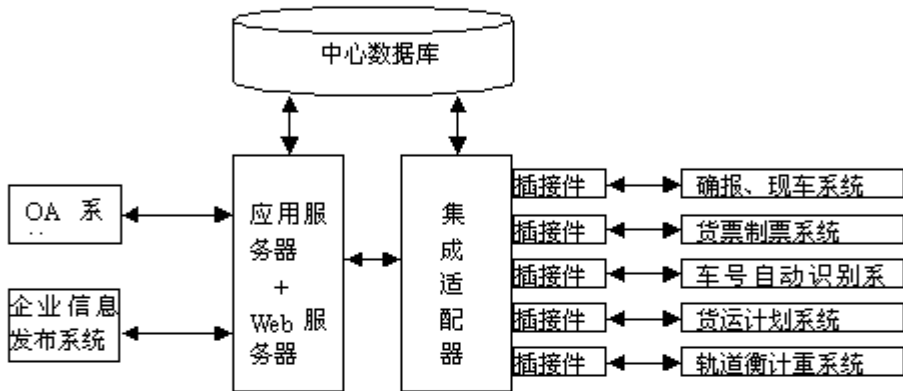 中心数据库
OA 系
企业信息
发布系统
应用服
务器
+
Web 服
务器
集
成
适
配
器
插接件
确报、现车系统
插接件
货票制票系统
插接件
车号自动识别系
插接件
货运计划系统
插接件
轨道衡计重系统